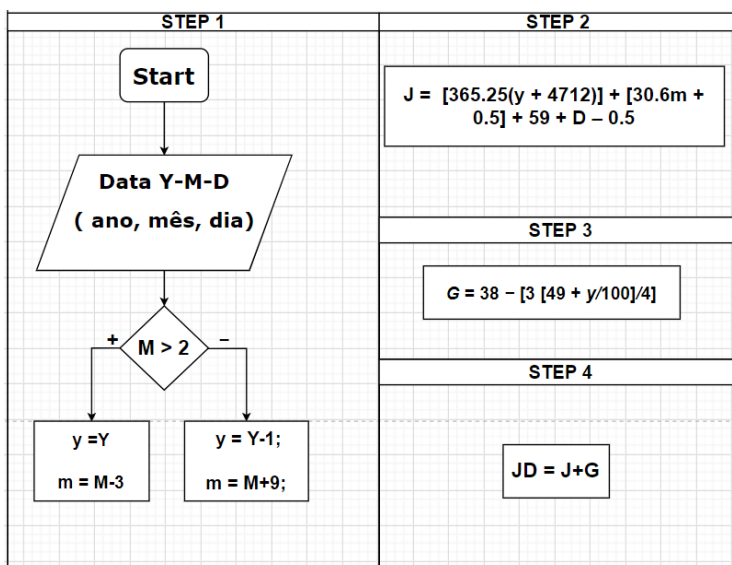 STEP 1
Start
Data Y-M-D
( ano, mês, dia)
M > 2
+
−
y =Y
m = M-3
y = Y-1;
m = M+9;
STEP 2
J = [365.25(y + 4712)] + [30.6m +
0.5] + 59 + D – 0.5
STEP 3
G = 38 − [3 [49 + y/100]/4]
STEP 4
JD = J+G